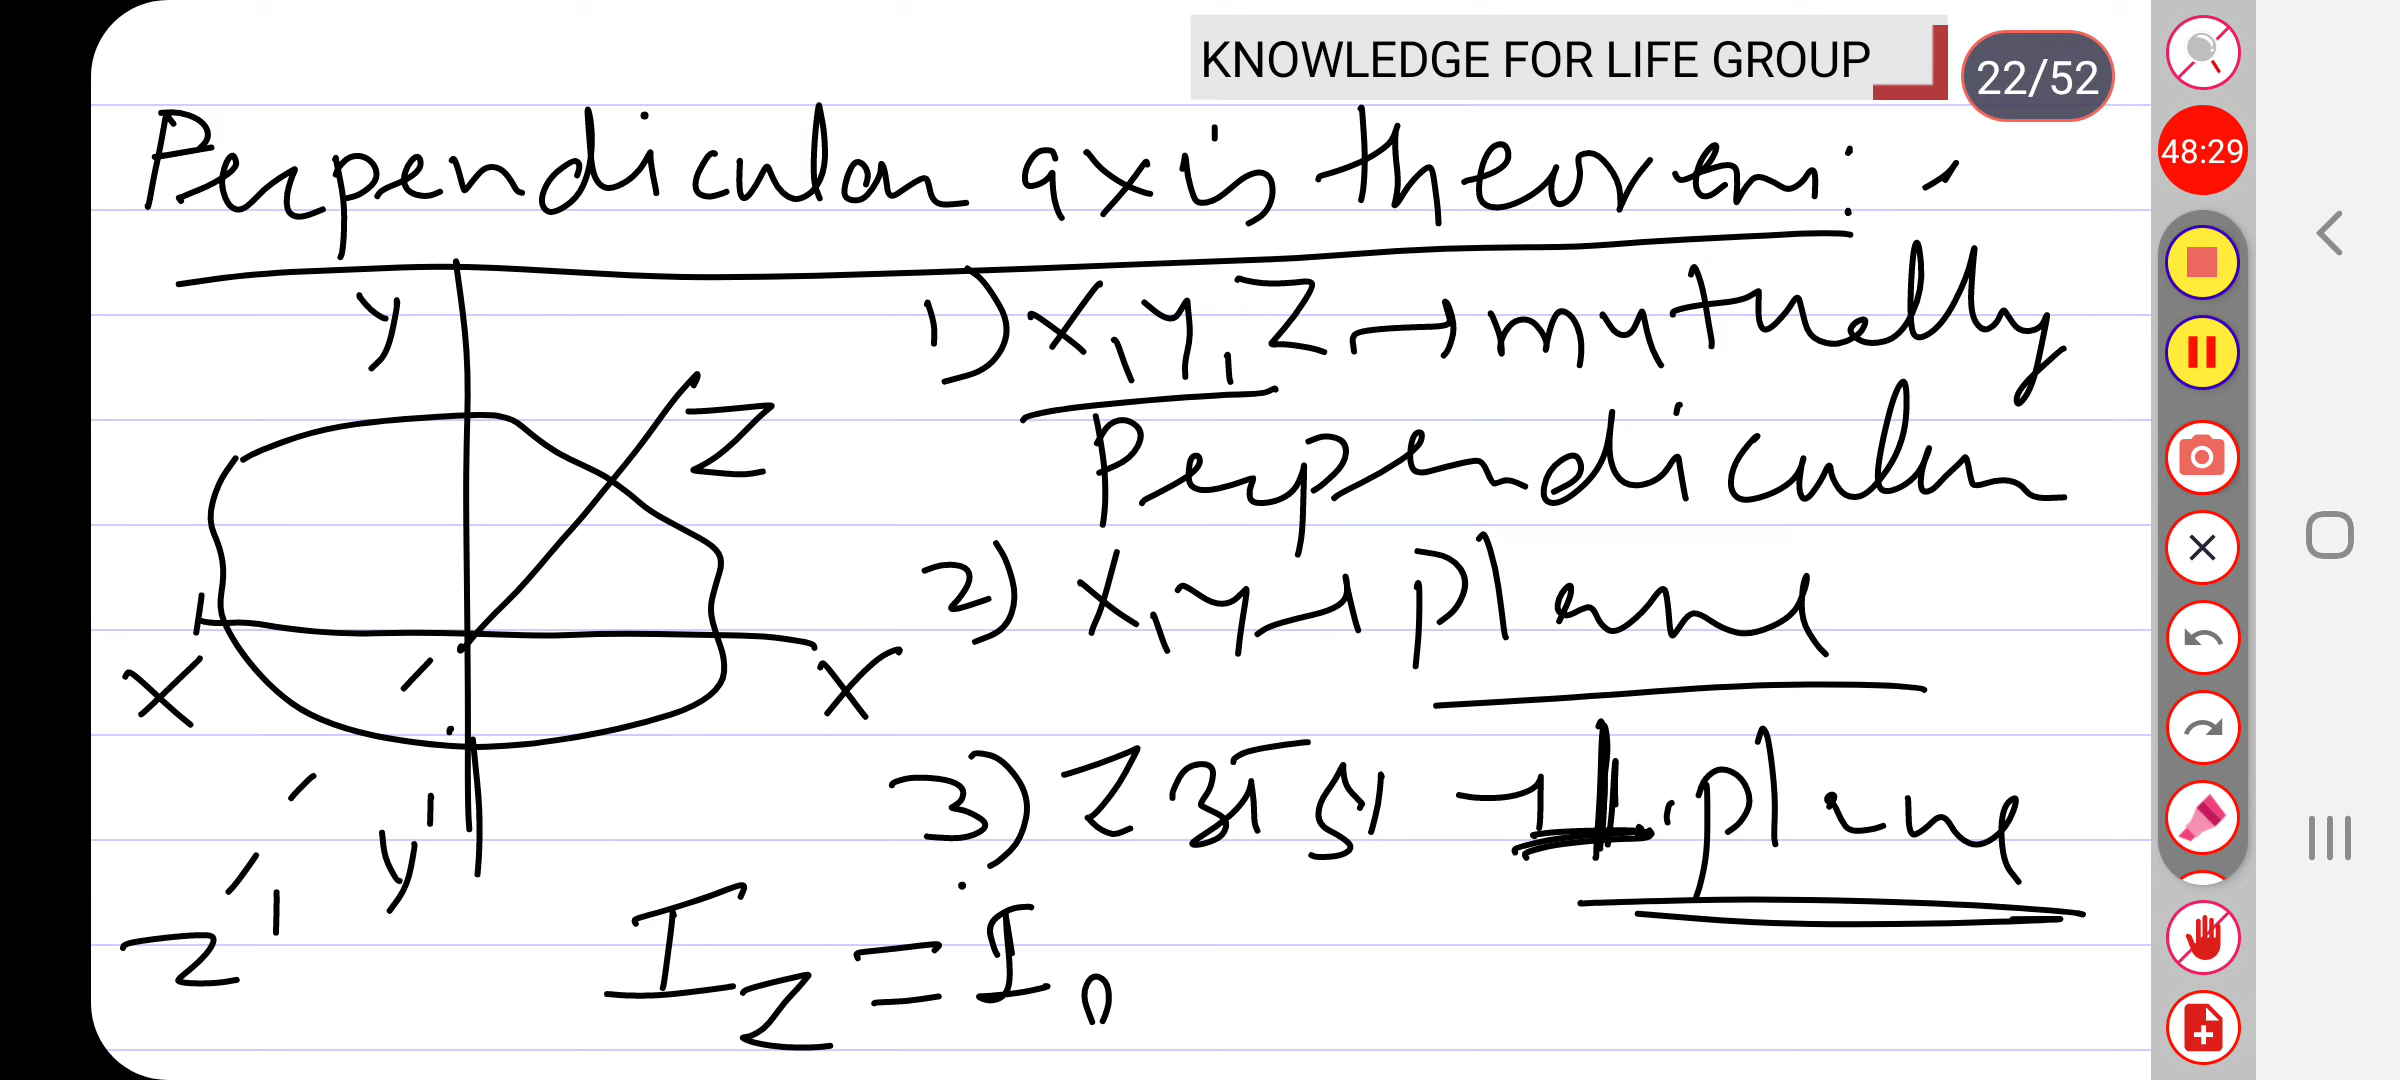 KNOWLEDGE FOR LIFE GROUP
22/52
48:29
Perpendicular axis theorem: -
y
1) X, Y, Z → mutually
Z
Perpendicular
2) X, Y → plane
X' X
3) Z अक्ष → ⊥ plane
y'
Z'
I_Z = I_0